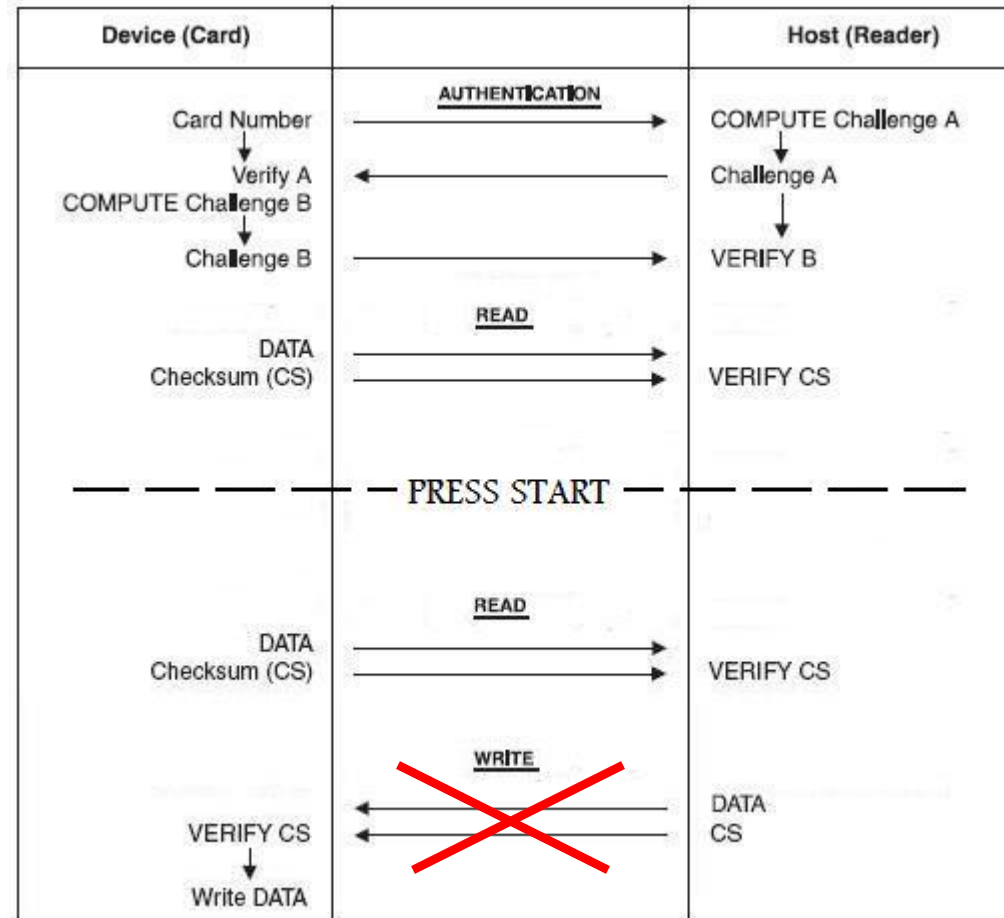 Device (Card) Host (Reader)
AUTHENTICATION
Card Number COMPUTE Challenge A
Verify A Challenge A
COMPUTE Challenge B
Challenge B VERIFY B
READ
DATA
Checksum (CS) VERIFY CS
PRESS START
READ
DATA
Checksum (CS) VERIFY CS
WRITE
DATA
VERIFY CS CS
Write DATA